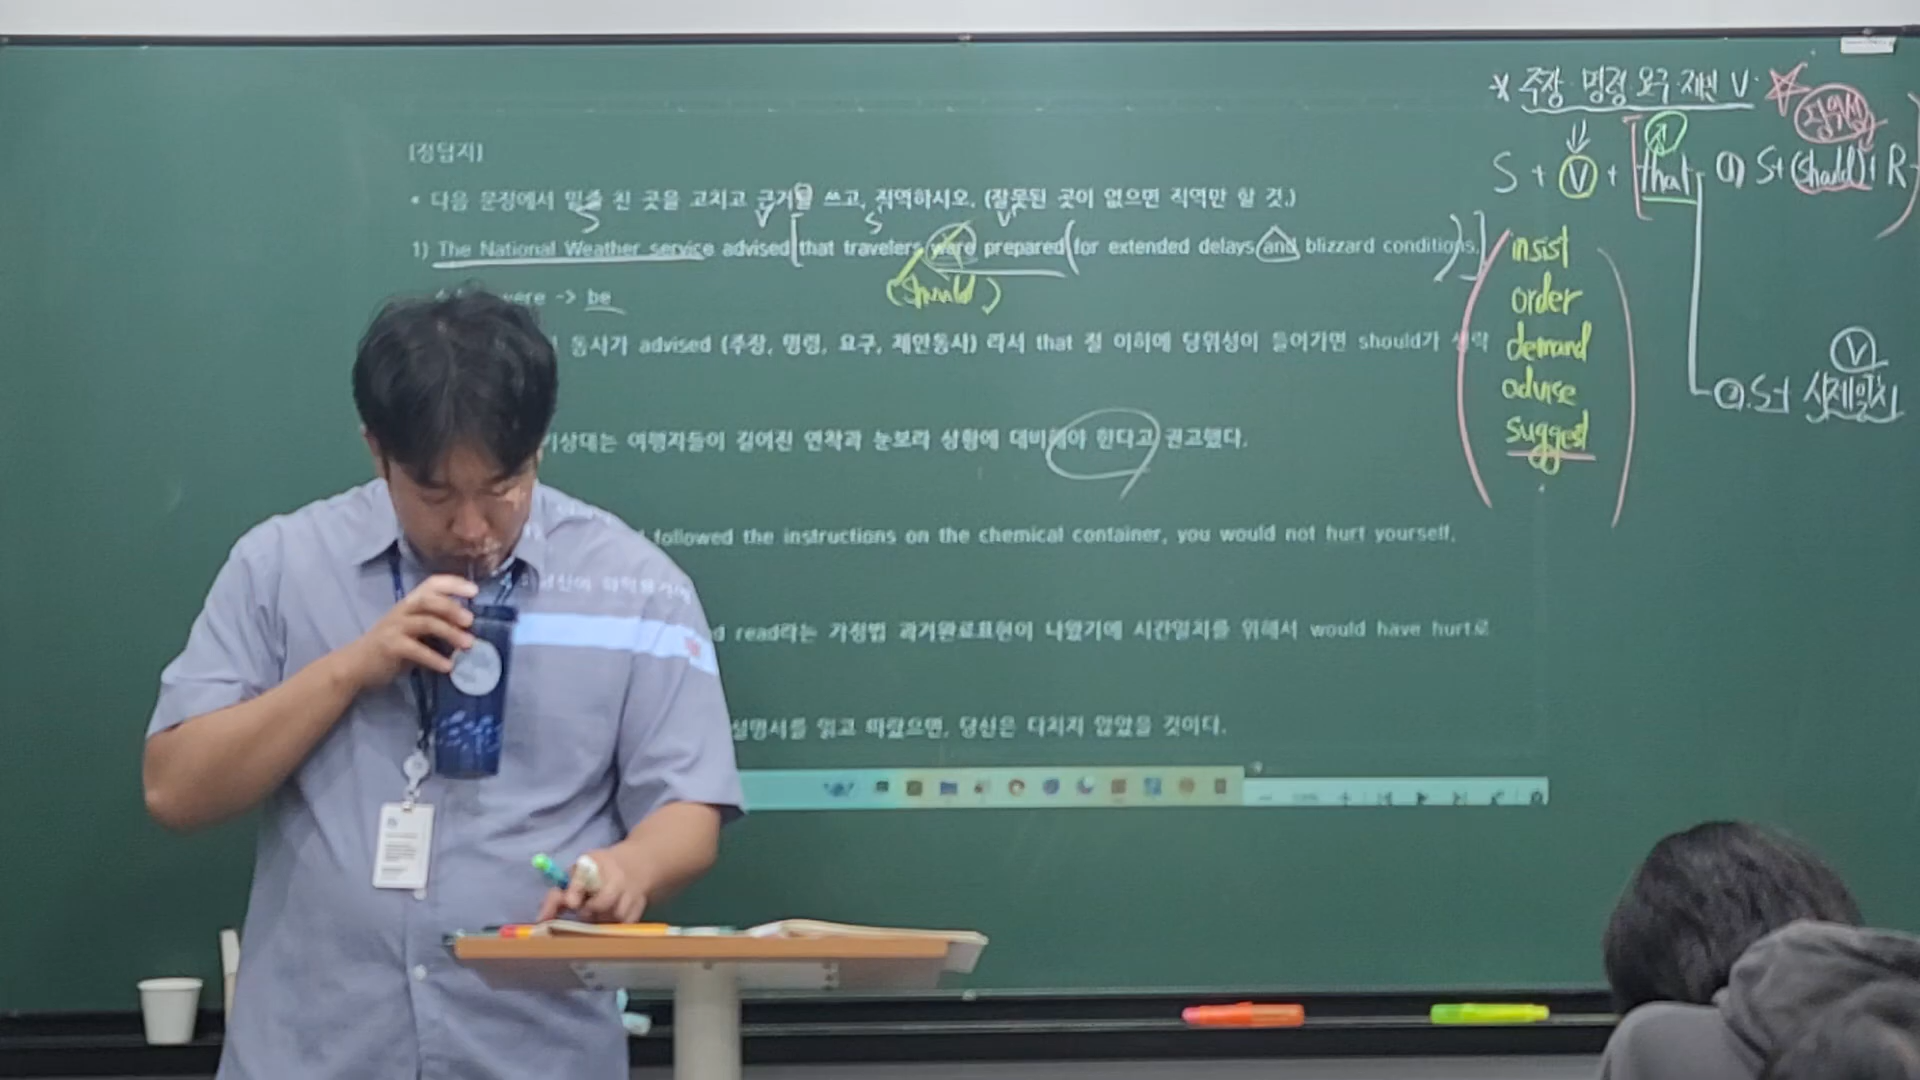 [정답지]
* 다음 문장에서 밑줄 친 곳을 고치고 근거를 쓰고, 직역하시오. (잘못된 곳이 없으면 직역만 할 것.)
S V S V
1) The National Weather service advised [that travelers were prepared (for extended delays and blizzard conditions.)]
(should)
were -> be
동사가 advised (주장, 명령, 요구, 제안동사) 라서 that 절 이하에 당위성이 들어가면 should가 생략
기상대는 여행자들이 길어진 연착과 눈보라 상황에 대비해야 한다고 권고했다.
followed the instructions on the chemical container, you would not hurt yourself.
read라는 가정법 과거완료표현이 나왔기에 시간일치를 위해서 would have hurt로
설명서를 읽고 따랐으면, 당신은 다치지 않았을 것이다.
* 주장·명령·요구·제안 V
당위성
S + V + that ① S+(should)+R
insist
order
demand
advise
suggest
V
② S+ 시제일치